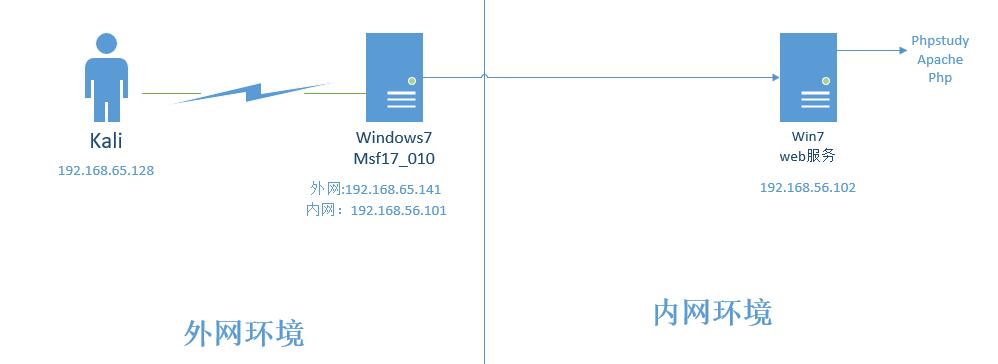 Kali
192.168.65.128
Windows7
Msf17_010
外网:192.168.65.141
内网：192.168.56.101
外网环境
Phpstudy
Apache
Php
Win7
web服务
192.168.56.102
内网环境